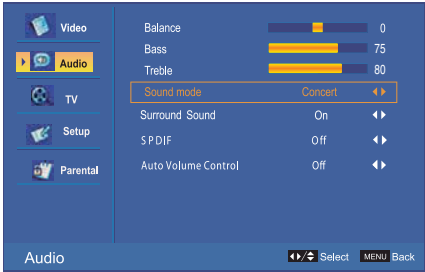 Video
Audio
TV
Setup
Parental
Balance 0
Bass 75
Treble 80
Sound mode Concert
Surround Sound On
SPDIF Off
Auto Volume Control Off
Audio Select MENU Back